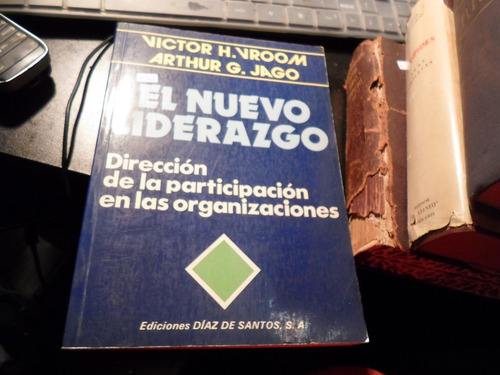 VICTOR H. VROOM
ARTHUR G. JAGO
EL NUEVO
LIDERAZGO
Dirección
de la participación
en las organizaciones
Ediciones DÍAZ DE SANTOS, S. A.